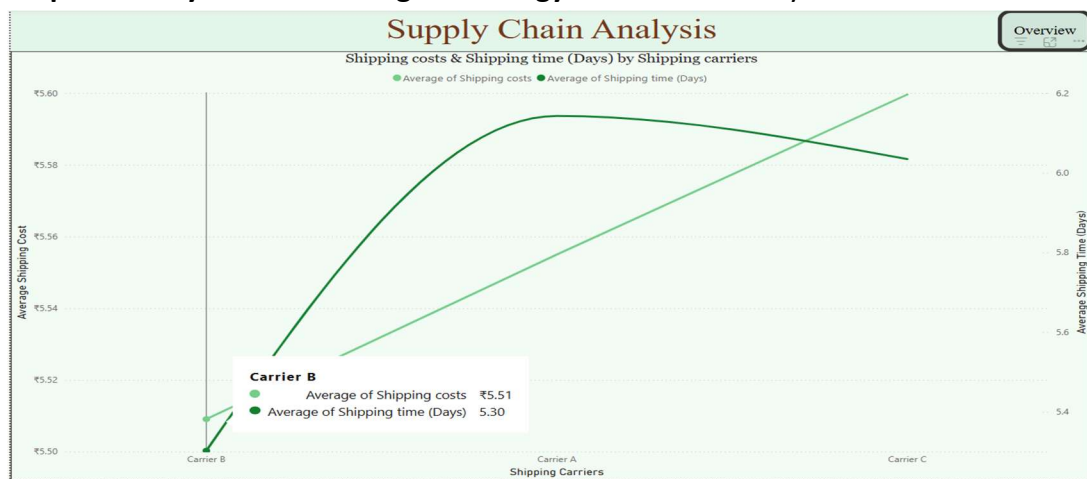 Supply Chain Analysis
Overview
Shipping costs & Shipping time (Days) by Shipping carriers
Average of Shipping costs Average of Shipping time (Days)
₹5.60
₹5.58
₹5.56
₹5.54
₹5.52
₹5.50
Average Shipping Cost
6.2
6.0
5.8
5.6
5.4
Average Shipping Time (Days)
Carrier B
Average of Shipping costs ₹5.51
Average of Shipping time (Days) 5.30
Carrier B Carrier A Carrier C
Shipping Carriers